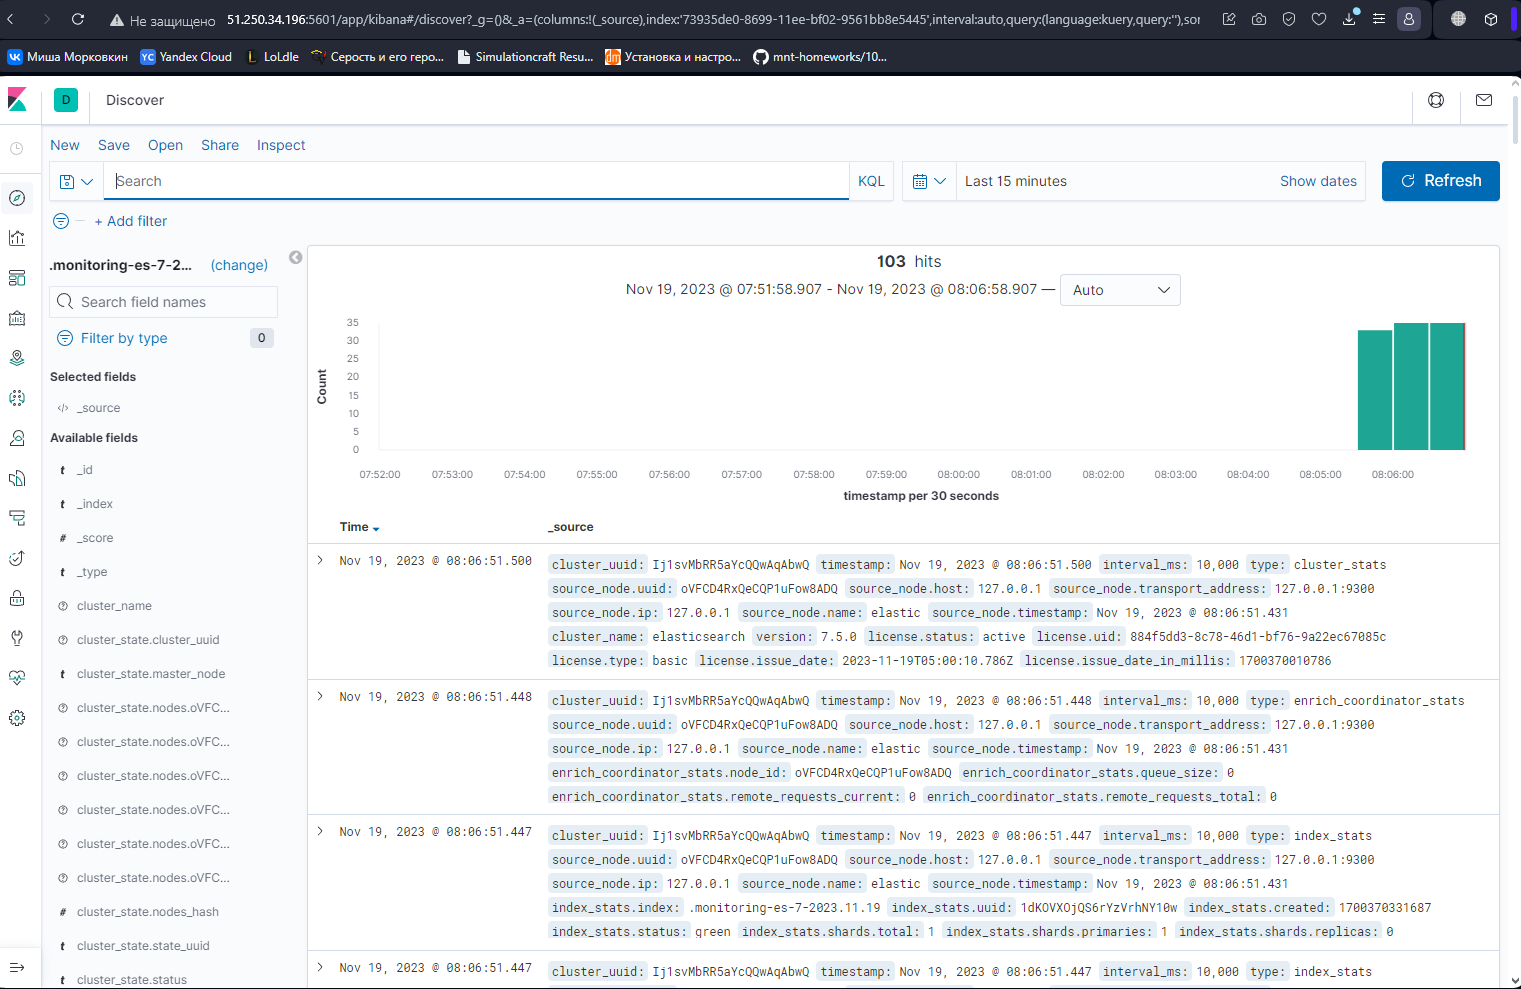 Не защищено 51.250.34.196:5601/app/kibana#/discover?_g=()&_a=(columns:!(_source),index:'73935de0-8699-11ee-bf02-9561bb8e5445',interval:auto,query:(language:kuery,query:''),sor
Миша Морковкин Yandex Cloud LoLdle Серость и его геро... Simulationcraft Resu... Установка и настро... mnt-homeworks/10...
D Discover
New Save Open Share Inspect
Search KQL Last 15 minutes Show dates Refresh
+ Add filter
.monitoring-es-7-2... (change)
Search field names
Filter by type 0
Selected fields
_source
Available fields
t _id
t _index
# _score
t _type
cluster_name
cluster_state.cluster_uuid
t cluster_state.master_node
cluster_state.nodes.oVFC...
cluster_state.nodes.oVFC...
cluster_state.nodes.oVFC...
cluster_state.nodes.oVFC...
cluster_state.nodes.oVFC...
cluster_state.nodes.oVFC...
# cluster_state.nodes_hash
t cluster_state.state_uuid
t cluster_state.status
103 hits
Nov 19, 2023 @ 07:51:58.907 - Nov 19, 2023 @ 08:06:58.907 — Auto
Count
35
30
25
20
15
10
5
0
07:52:00 07:53:00 07:54:00 07:55:00 07:56:00 07:57:00 07:58:00 07:59:00 08:00:00 08:01:00 08:02:00 08:03:00 08:04:00 08:05:00 08:06:00
timestamp per 30 seconds
Time _source
Nov 19, 2023 @ 08:06:51.500 cluster_uuid: Ij1svMbRR5aYcQQwAqAbwQ timestamp: Nov 19, 2023 @ 08:06:51.500 interval_ms: 10,000 type: cluster_stats
source_node.uuid: oVFCD4RxQeCQP1uFow8ADQ source_node.host: 127.0.0.1 source_node.transport_address: 127.0.0.1:9300
source_node.ip: 127.0.0.1 source_node.name: elastic source_node.timestamp: Nov 19, 2023 @ 08:06:51.431
cluster_name: elasticsearch version: 7.5.0 license.status: active license.uid: 884f5dd3-8c78-46d1-bf76-9a22ec67085c
license.type: basic license.issue_date: 2023-11-19T05:00:10.786Z license.issue_date_in_millis: 1700370010786
Nov 19, 2023 @ 08:06:51.448 cluster_uuid: Ij1svMbRR5aYcQQwAqAbwQ timestamp: Nov 19, 2023 @ 08:06:51.448 interval_ms: 10,000 type: enrich_coordinator_stats
source_node.uuid: oVFCD4RxQeCQP1uFow8ADQ source_node.host: 127.0.0.1 source_node.transport_address: 127.0.0.1:9300
source_node.ip: 127.0.0.1 source_node.name: elastic source_node.timestamp: Nov 19, 2023 @ 08:06:51.431
enrich_coordinator_stats.node_id: oVFCD4RxQeCQP1uFow8ADQ enrich_coordinator_stats.queue_size: 0
enrich_coordinator_stats.remote_requests_current: 0 enrich_coordinator_stats.remote_requests_total: 0
Nov 19, 2023 @ 08:06:51.447 cluster_uuid: Ij1svMbRR5aYcQQwAqAbwQ timestamp: Nov 19, 2023 @ 08:06:51.447 interval_ms: 10,000 type: index_stats
source_node.uuid: oVFCD4RxQeCQP1uFow8ADQ source_node.host: 127.0.0.1 source_node.transport_address: 127.0.0.1:9300
source_node.ip: 127.0.0.1 source_node.name: elastic source_node.timestamp: Nov 19, 2023 @ 08:06:51.431
index_stats.index: .monitoring-es-7-2023.11.19 index_stats.uuid: 1dKOVXOjQS6rYzVrhNY10w index_stats.created: 1700370331687
index_stats.status: green index_stats.shards.total: 1 index_stats.shards.primaries: 1 index_stats.shards.replicas: 0
Nov 19, 2023 @ 08:06:51.447 cluster_uuid: Ij1svMbRR5aYcQQwAqAbwQ timestamp: Nov 19, 2023 @ 08:06:51.447 interval_ms: 10,000 type: index_stats